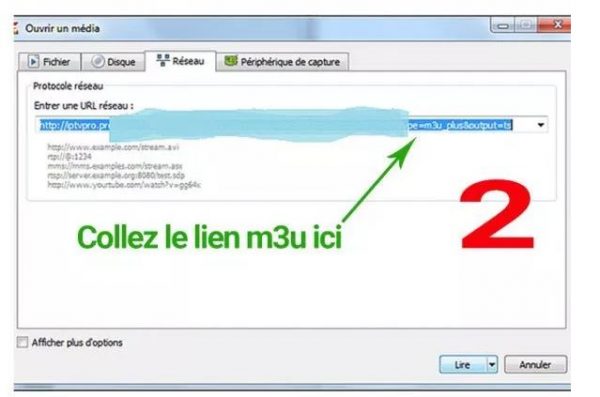 Ouvrir un média
Fichier Disque Réseau Périphérique de capture
Protocole réseau
Entrer une URL réseau :
http://iptvpro.pr pe=m3u_plus&output=ts
http://www.example.com/stream.avi
rtp://@:1234
mms://mms.examples.com/stream.asx
rtsp://server.example.org:8080/test.sdp
http://www.yourtube.com/watch?v=gg64x
2
Collez le lien m3u ici
Afficher plus d'options
Lire Annuler